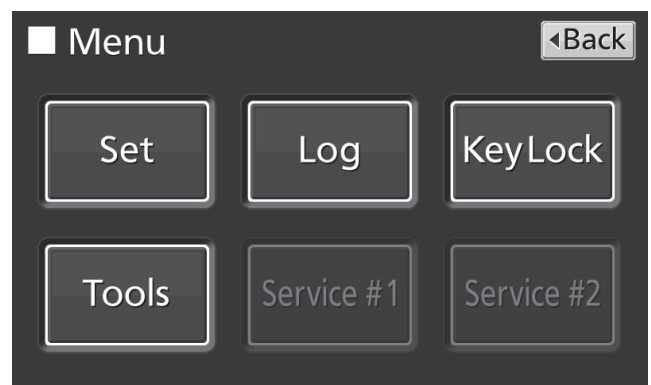 Menu
Back
Set
Log
KeyLock
Tools
Service #1
Service #2